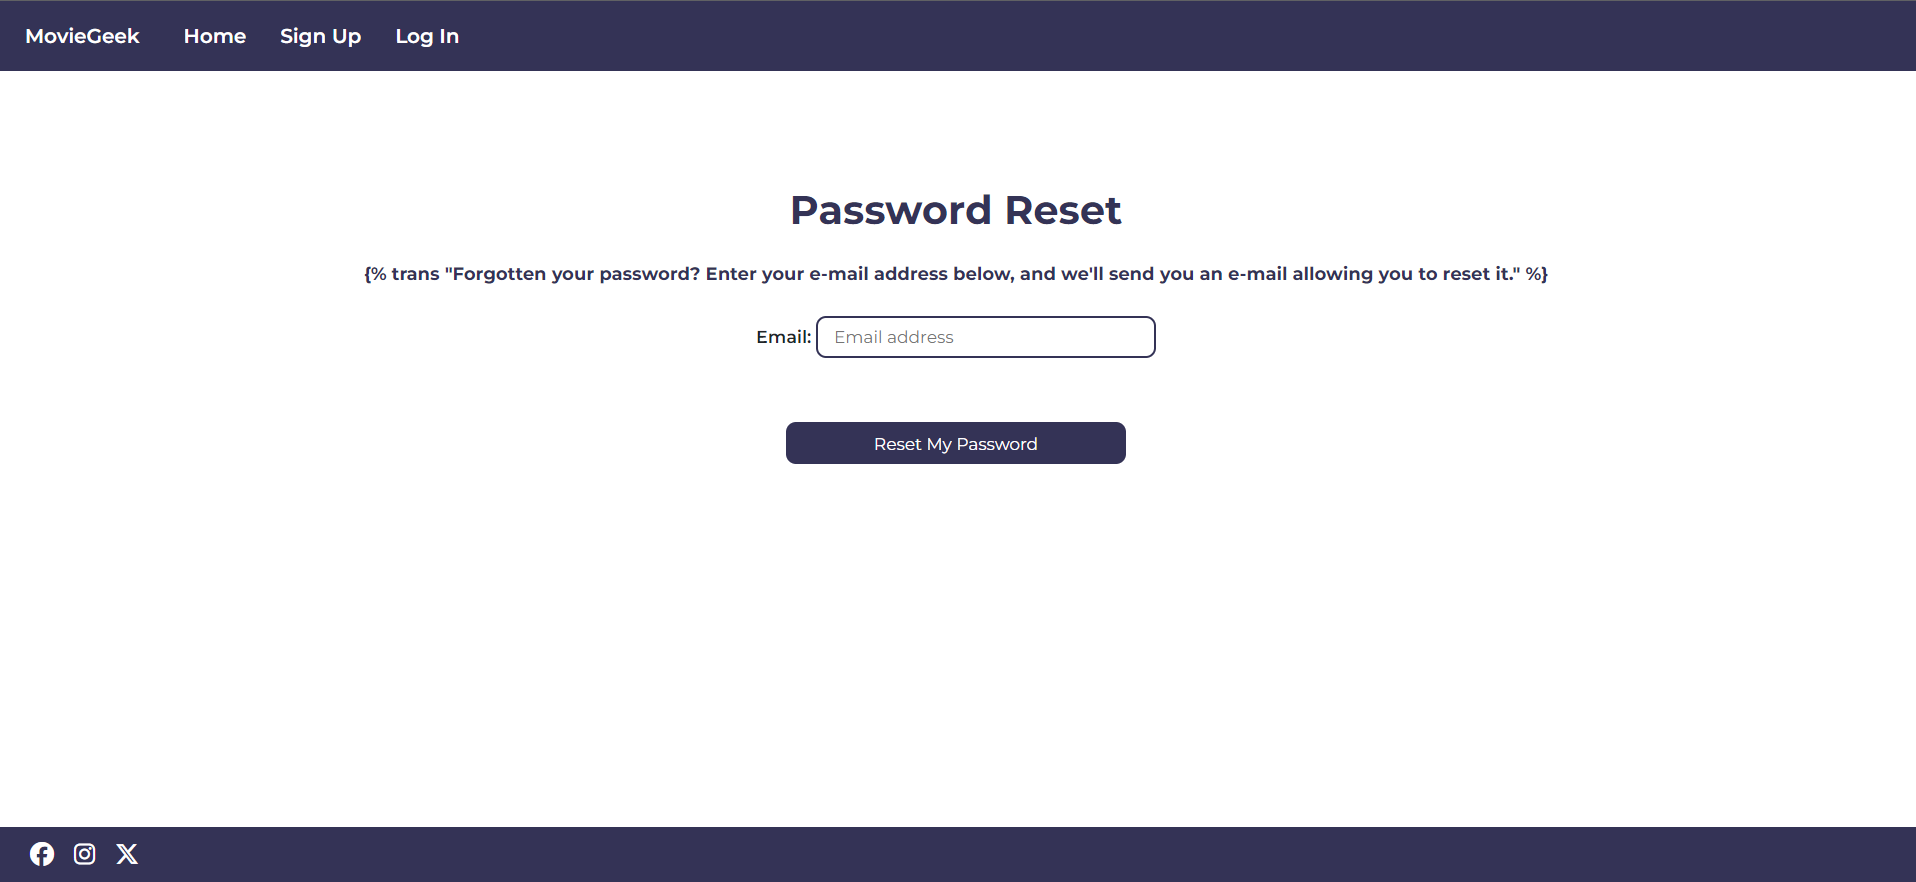 MovieGeek Home Sign Up Log In
Password Reset
{% trans "Forgotten your password? Enter your e-mail address below, and we'll send you an e-mail allowing you to reset it." %}
Email: Email address
Reset My Password